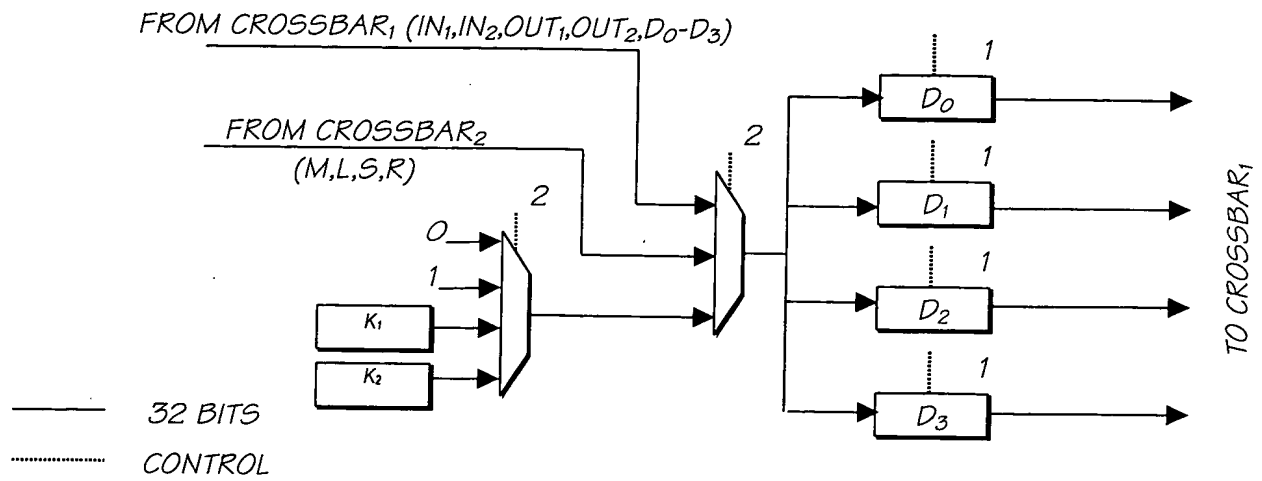 FROM CROSSBAR₁ (IN₁,IN₂,OUT₁,OUT₂,D₀-D₃)
1
D₀
FROM CROSSBAR₂
(M,L,S,R)
2
1
D₁
2
0
1
K₁
K₂
1
D₂
1
D₃
TO CROSSBAR₁
32 BITS
CONTROL